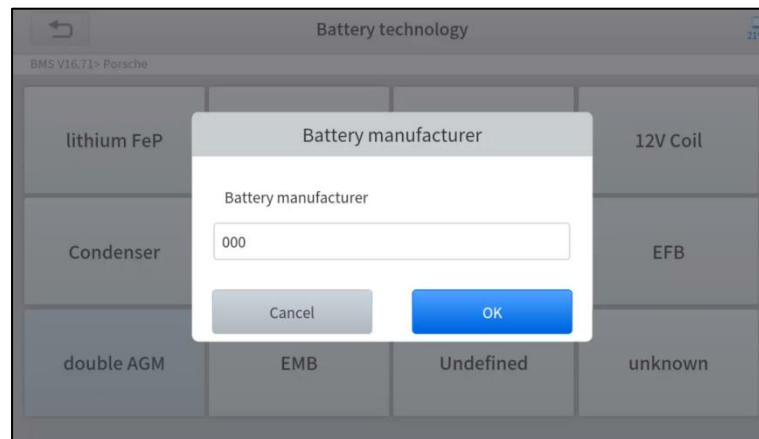 Battery technology
BMS V16.71> Porsche
lithium FeP
12V Coil
Battery manufacturer
Battery manufacturer
000
Condenser
EFB
Cancel
OK
double AGM
EMB
Undefined
unknown